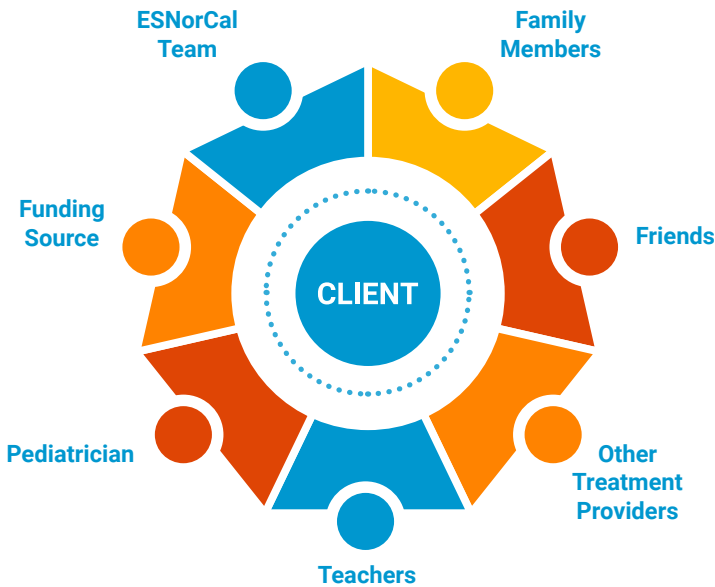 ESNorCal
Team
Family
Members
Funding
Source
Friends
CLIENT
Pediatrician
Other
Treatment
Providers
Teachers